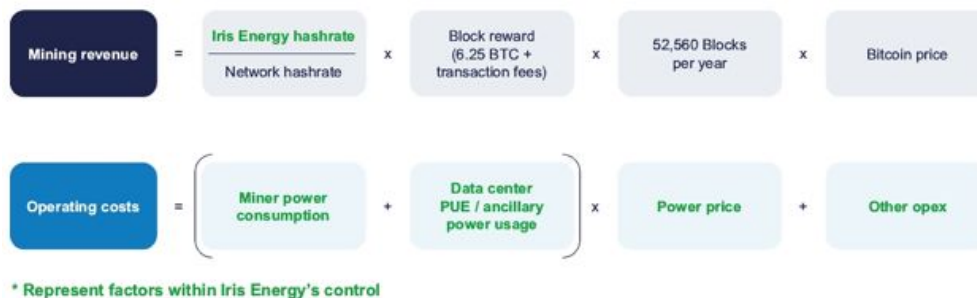 Mining revenue
=
Iris Energy hashrate
Network hashrate
x
Block reward
(6.25 BTC +
transaction fees)
x
52,560 Blocks
per year
x
Bitcoin price
Operating costs
=
(
Miner power
consumption
+
Data center
PUE / ancillary
power usage
)
x
Power price
+
Other opex
* Represent factors within Iris Energy's control